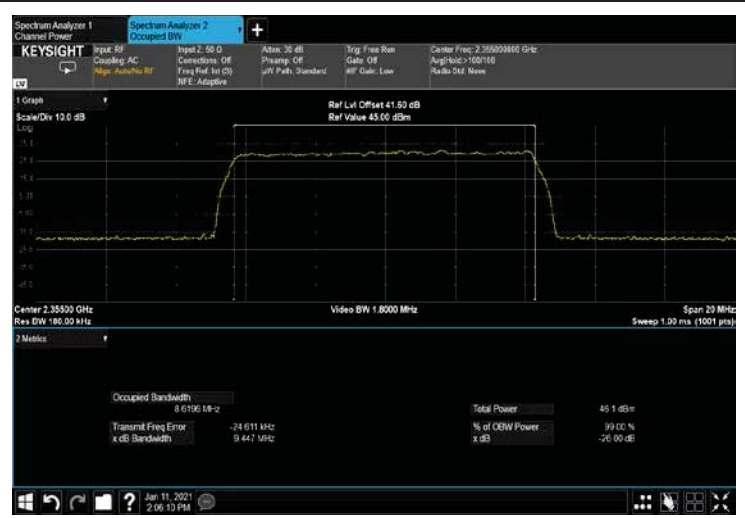 Spectrum Analyzer 1
Channel Power
Spectrum Analyzer 2
Occupied BW
+
KEYSIGHT
Input: RF
Coupling: AC
Align: Auto/No RF
Input Z: 50 Ω
Corrections: Off
Freq Ref: Int (S)
NFE: Adaptive
Atten: 30 dB
Preamp: Off
µW Path: Standard
Trig: Free Run
Gate: Off
#IF Gain: Low
Center Freq: 2.355000000 GHz
Avg|Hold:>100/100
Radio Std: None
1 Graph
Scale/Div 10.0 dB
Log
Ref Lvl Offset 41.60 dB
Ref Value 45.00 dBm
Center 2.35500 GHz
Res BW 180.00 kHz
Video BW 1.8000 MHz
Span 20 MHz
Sweep 1.00 ms (1001 pts)
2 Metrics
Occupied Bandwidth
8.6196 MHz
Transmit Freq Error -24.611 kHz
x dB Bandwidth 9.447 MHz
Total Power 46.1 dBm
% of OBW Power 99.00 %
x dB -26.00 dB
?
Jan 11, 2021
2:06:13 PM